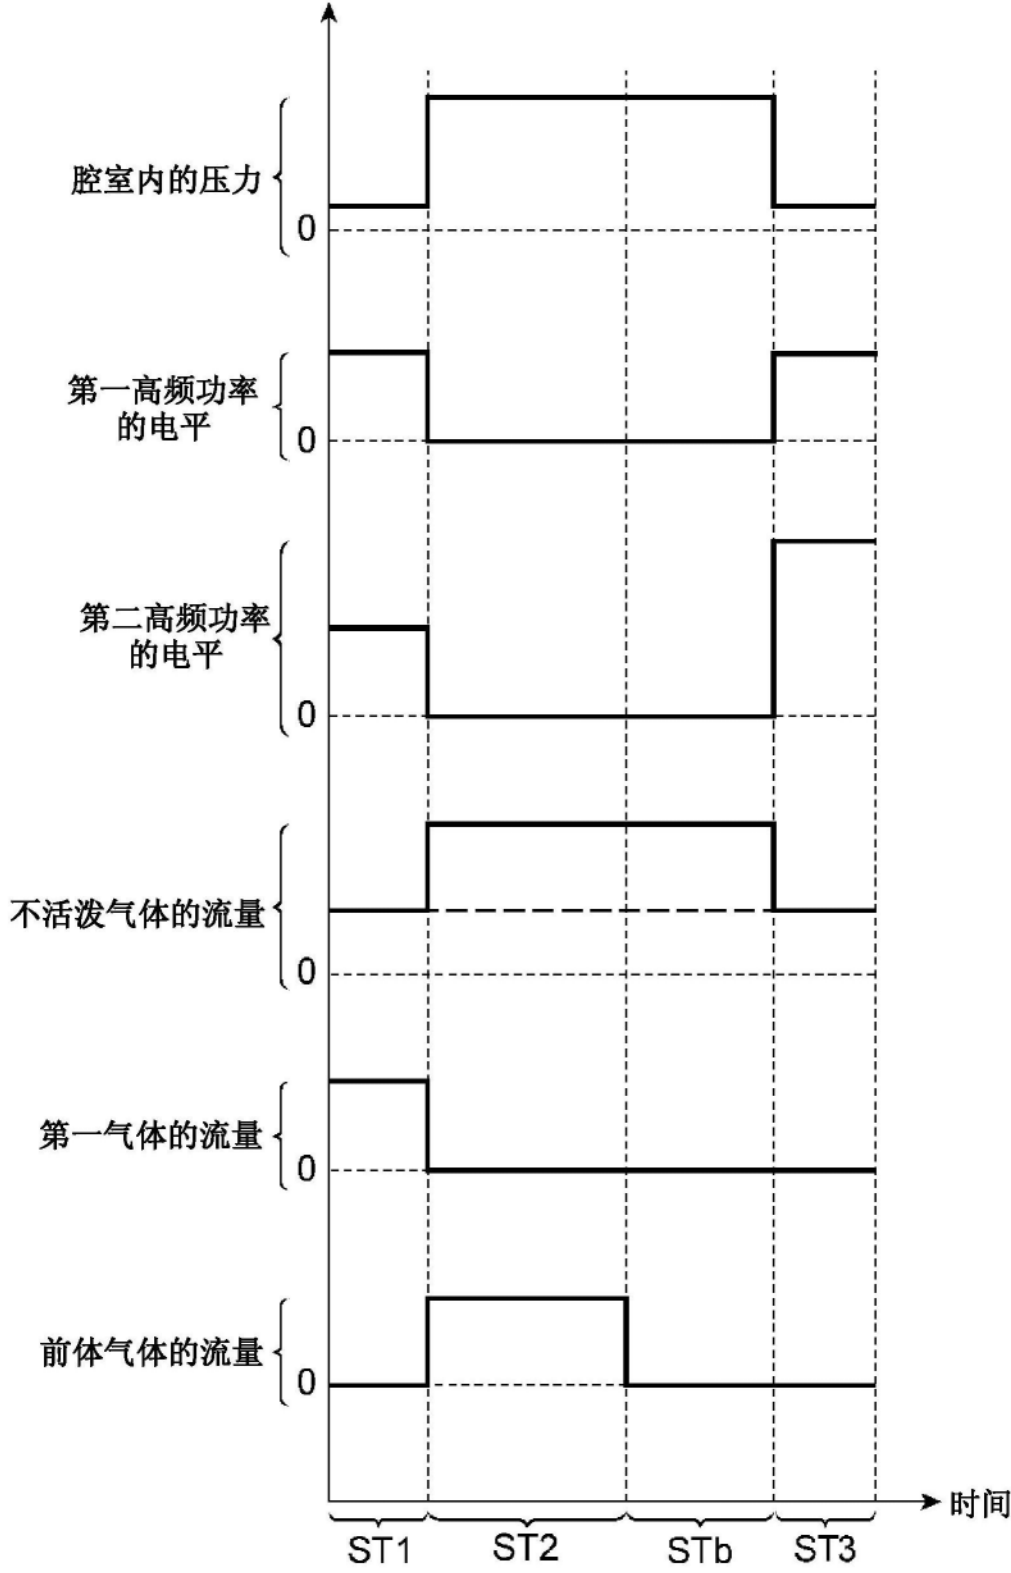 腔室内的压力
0
第一高频功率
的电平
0
第二高频功率
的电平
0
不活泼气体的流量
0
第一气体的流量
0
前体气体的流量
0
时间
ST1 ST2 STb ST3